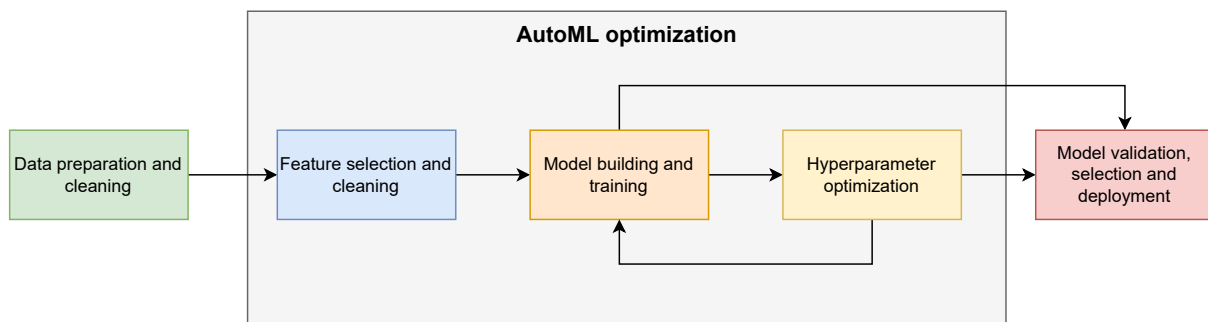 AutoML optimization
Data preparation and
cleaning
Feature selection and
cleaning
Model building and
training
Hyperparameter
optimization
Model validation,
selection and
deployment